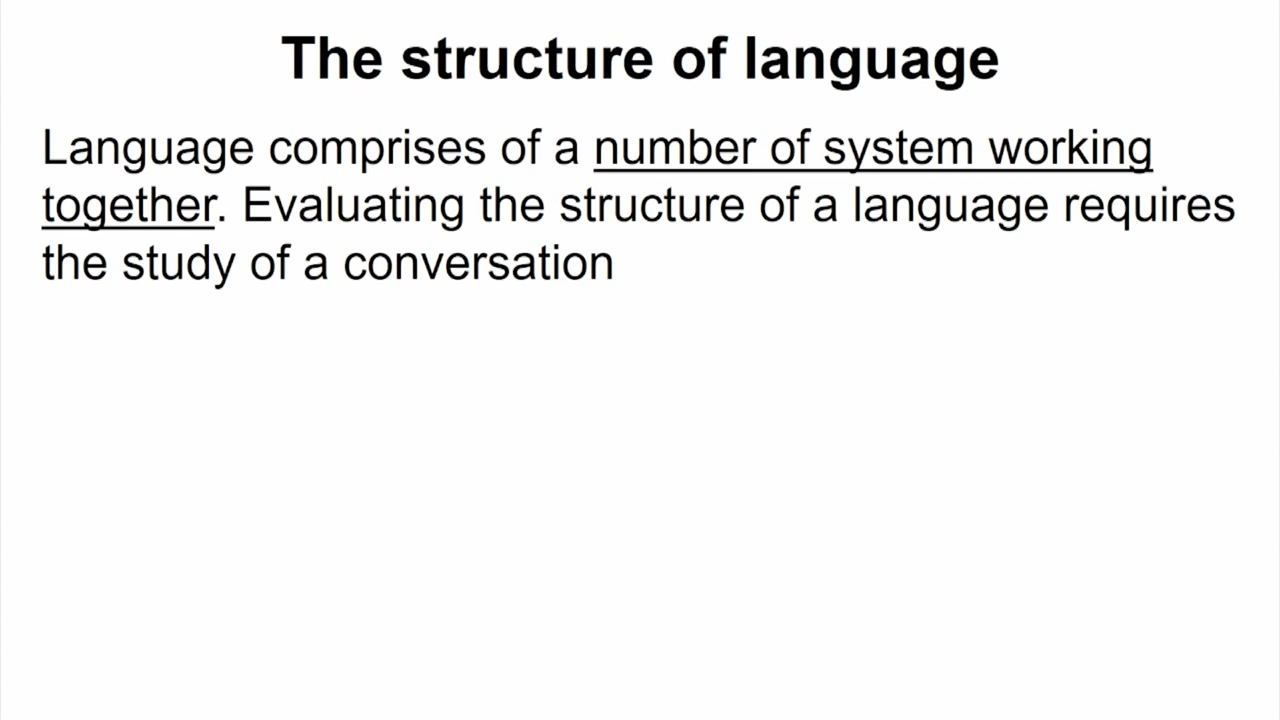 The structure of language
Language comprises of a number of system working
together. Evaluating the structure of a language requires
the study of a conversation